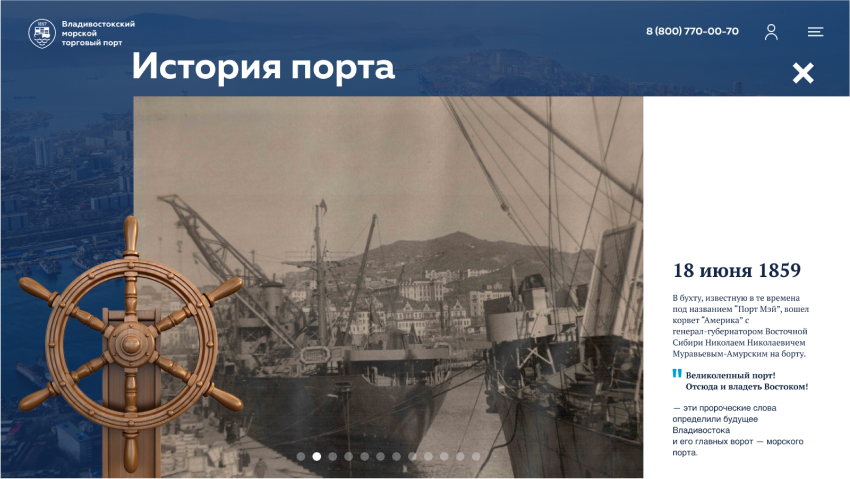 1897
Владивостокский
морской
торговый порт
8 (800) 770-00-70
История порта
18 июня 1859
В бухту, известную в те времена
под названием "Порт Мэй", вошел
корвет "Америка" с
генерал-губернатором Восточной
Сибири Николаем Николаевичем
Муравьевым-Амурским на борту.
" Великолепный порт!
Отсюда и владеть Востоком!
— эти пророческие слова
определили будущее
Владивостока
и его главных ворот — морского
порта.